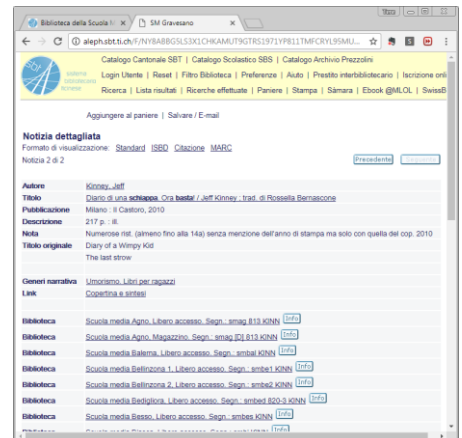 Biblioteca della Scuola M
SM Gravesano
aleph.sbt.ti.ch/F/NY8ABBG5LS3X1CHKAMUT9GTRS1971YP811TMFCRYL95MU...
Catalogo Cantonale SBT | Catalogo Scolastico SBS | Catalogo Archivio Prezzolini
sbt
sistema
bibliotecario
ticinese
Login Utente | Reset | Filtro Biblioteca | Preferenze | Aiuto | Prestito interbibliotecario | Iscrizione onli
Ricerca | Lista risultati | Ricerche effettuate | Paniere | Stampa | Sàmara | Ebook @MLOL | SwissB
Aggiungere al paniere | Salvare / E-mail
Notizia dettagliata
Formato di visualizzazione: Standard ISBD Citazione MARC
Notizia 2 di 2
Precedente
Autore Kinney, Jeff
Titolo Diario di una schiappa. Ora basta! / Jeff Kinney ; trad. di Rossella Bernascone
Pubblicazione Milano : Il Castoro, 2010
Descrizione 217 p. : ill.
Nota Numerose rist. (almeno fino alla 14a) senza menzione dell'anno di stampa ma solo con quella del cop. 2010
Titolo originale Diary of a Wimpy Kid
The last strow
Generi narrativa Umorismo, Libri per ragazzi
Link Copertina e sintesi
Biblioteca Scuola media Agno, Libero accesso. Segn.: smag 813 KINN Info
Biblioteca Scuola media Agno, Magazzino, Segn.: smag [D] 813 KINN Info
Biblioteca Scuola media Balerna, Libero accesso. Segn.: smbal KINN Info
Biblioteca Scuola media Bellinzona 1, Libero accesso. Segn.: smbe1 KINN Info
Biblioteca Scuola media Bellinzona 2, Libero accesso. Segn.: smbe2 KINN Info
Biblioteca Scuola media Bedigliora, Libero accesso. Segn.: smbed 820-3 KINN Info
Biblioteca Scuola media Besso, Libero accesso. Segn.: smbes KINN Info